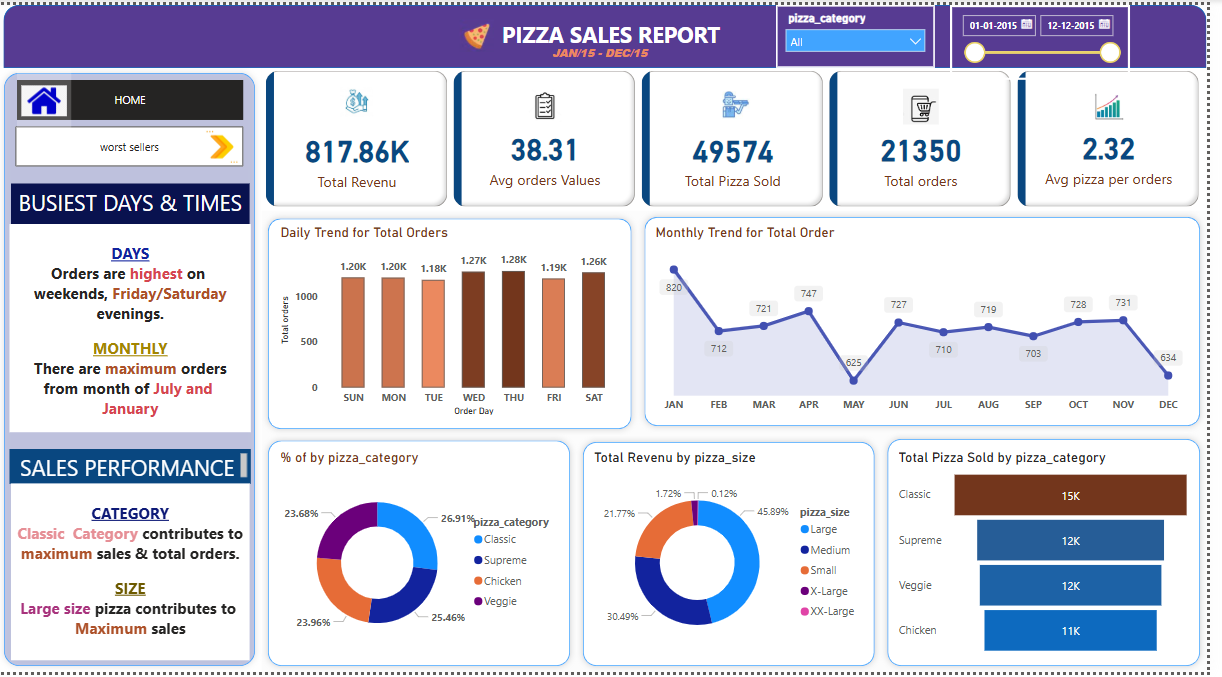 PIZZA SALES REPORT
JAN/15 - DEC/15
pizza_category
All
01-01-2015
12-12-2015
HOME
worst sellers
BUSIEST DAYS & TIMES
DAYS
Orders are highest on
weekends, Friday/Saturday
evenings.
MONTHLY
There are maximum orders
from month of July and
January
SALES PERFORMANCE
CATEGORY
Classic Category contributes to
maximum sales & total orders.
SIZE
Large size pizza contributes to
Maximum sales
817.86K
Total Revenu
38.31
Avg orders Values
49574
Total Pizza Sold
21350
Total orders
2.32
Avg pizza per orders
Daily Trend for Total Orders
Total orders
1000
500
0
1.20K 1.20K 1.18K 1.27K 1.28K 1.19K 1.26K
SUN MON TUE WED THU FRI SAT
Order Day
Monthly Trend for Total Order
820 712 721 747 625 727 710 719 703 728 731 634
JAN FEB MAR APR MAY JUN JUL AUG SEP OCT NOV DEC
% of by pizza_category
23.68%
26.91%
23.96%
25.46%
pizza_category
Classic
Supreme
Chicken
Veggie
Total Revenu by pizza_size
1.72%
0.12%
21.77%
45.89%
30.49%
pizza_size
Large
Medium
Small
X-Large
XX-Large
Total Pizza Sold by pizza_category
Classic 15K
Supreme 12K
Veggie 12K
Chicken 11K